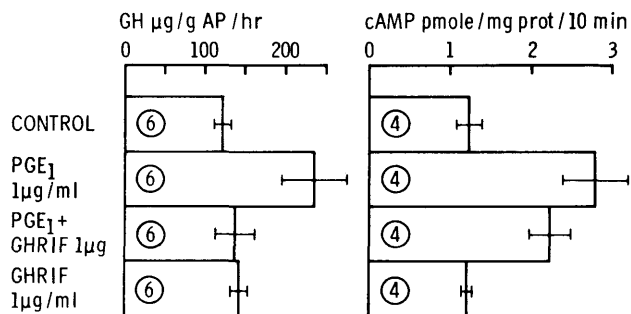 GH µg/g AP/hr
cAMP pmole/mg prot/10 min
0 100 200
0 1 2 3
CONTROL
6
4
PGE₁
1µg/ml
6
4
PGE₁+
GHRIF 1µg
6
4
GHRIF
1µg/ml
6
4